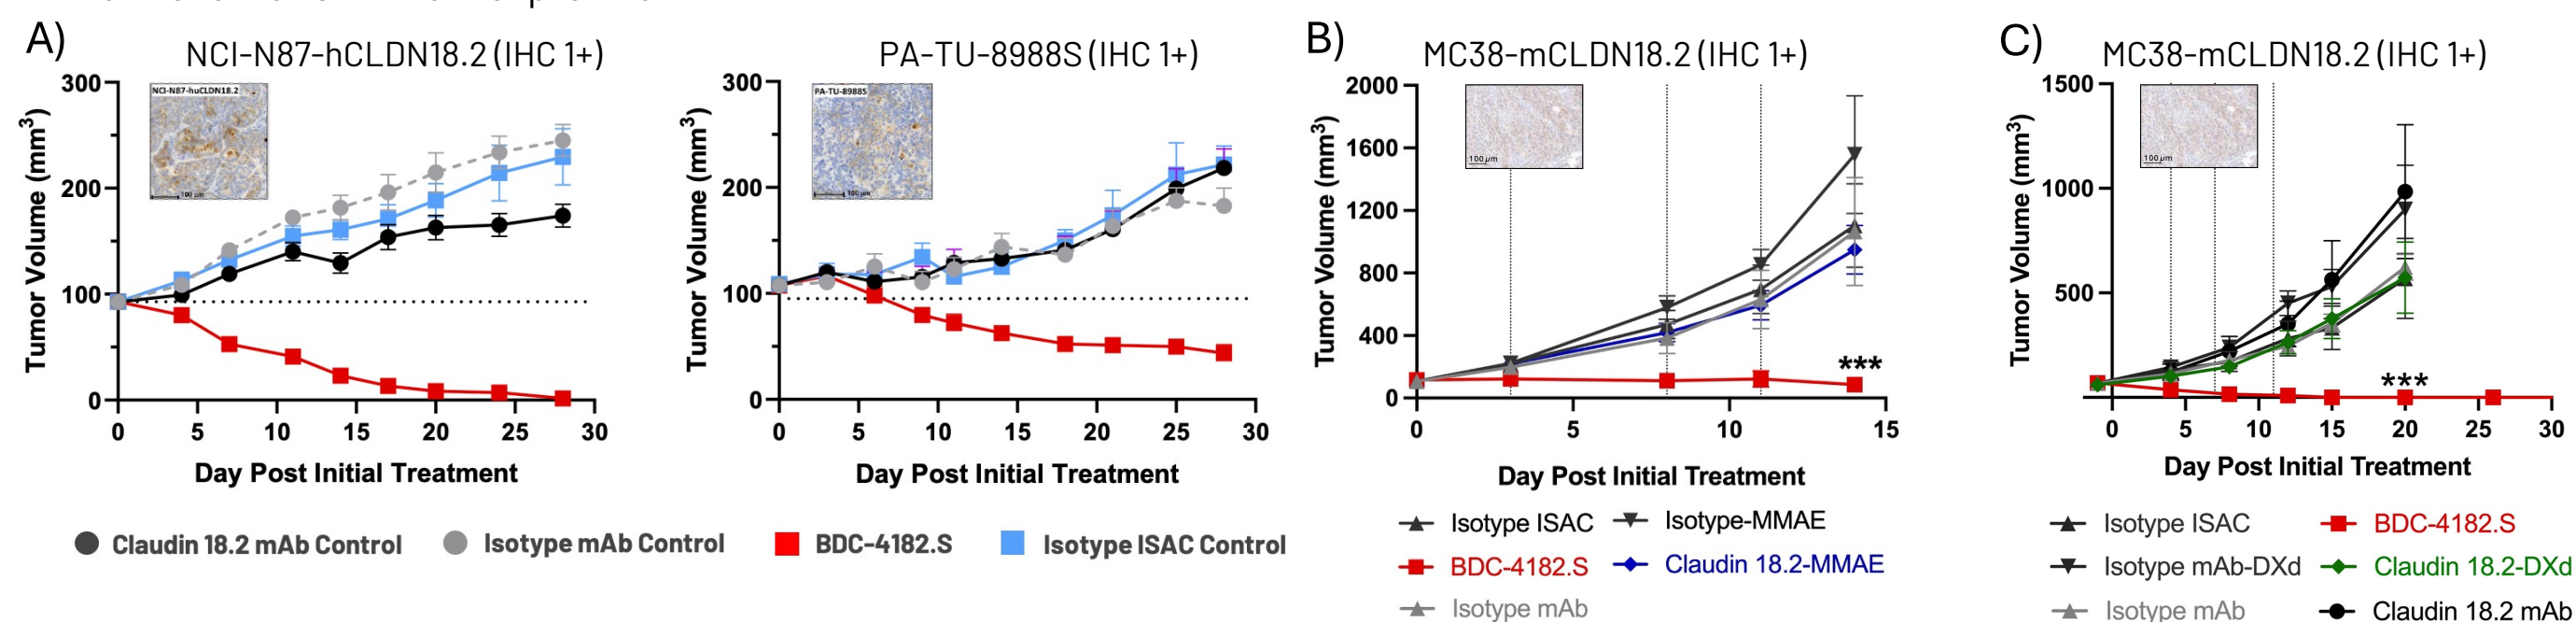 A)
NCI-N87-hCLDN18.2 (IHC 1+)
Tumor Volume (mm³)
300
200
100
0
NCI-N87-huCLDN18.2
100 µm
0 5 10 15 20 25 30
Day Post Initial Treatment
PA-TU-8988S (IHC 1+)
Tumor Volume (mm³)
300
200
100
0
PA-TU-8988S
100 µm
0 5 10 15 20 25 30
Day Post Initial Treatment
Claudin 18.2 mAb Control
Isotype mAb Control
BDC-4182.S
Isotype ISAC Control
B)
MC38-mCLDN18.2 (IHC 1+)
Tumor Volume (mm³)
2000
1600
1200
800
400
0
100 µm
***
0 5 10 15
Day Post Initial Treatment
Isotype ISAC
Isotype-MMAE
BDC-4182.S
Claudin 18.2-MMAE
Isotype mAb
C)
MC38-mCLDN18.2 (IHC 1+)
Tumor Volume (mm³)
1500
1000
500
100 µm
***
0 5 10 15 20 25 30
Day Post Initial Treatment
Isotype ISAC
BDC-4182.S
Isotype mAb-DXd
Claudin 18.2-DXd
Isotype mAb
Claudin 18.2 mAb